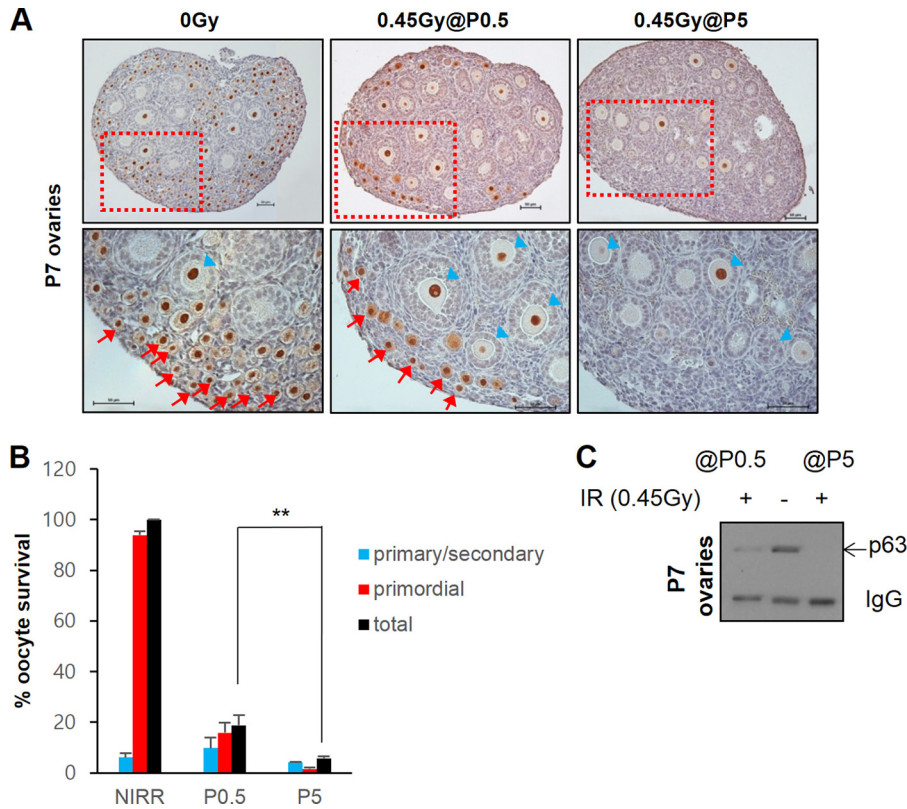 A
0Gy
0.45Gy@P0.5
0.45Gy@P5
P7 ovaries
B
120
100
80
60
40
20
0
% oocyte survival
**
primary/secondary
primordial
total
NIRR
P0.5
P5
C
@P0.5
@P5
IR (0.45Gy)
+
-
+
p63
IgG
P7
ovaries